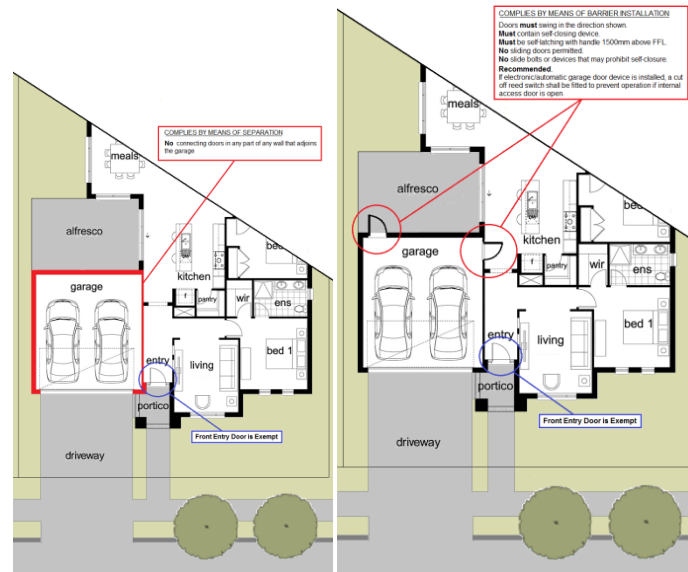 COMPLIES BY MEANS OF SEPARATION
No connecting doors in any part of any wall that adjoins
the garage
meals
alfresco
kitchen
bed
garage
f
pantry
wir
ens
entry
living
bed 1
portico
Front Entry Door is Exempt
driveway
COMPLIES BY MEANS OF BARRIER INSTALLATION
Doors must swing in the direction shown.
Must contain self-closing device.
Must be self-latching with handle 1500mm above FFL.
No sliding doors permitted.
No slide bolts or devices that may prohibit self-closure.
Recommended.
If electronic/automatic garage door device is installed, a cut
off reed switch shall be fitted to prevent operation if internal
access door is open.
meals
alfresco
bed
kitchen
garage
f
pantry
wir
ens
entry
living
bed 1
portico
Front Entry Door is Exempt
driveway